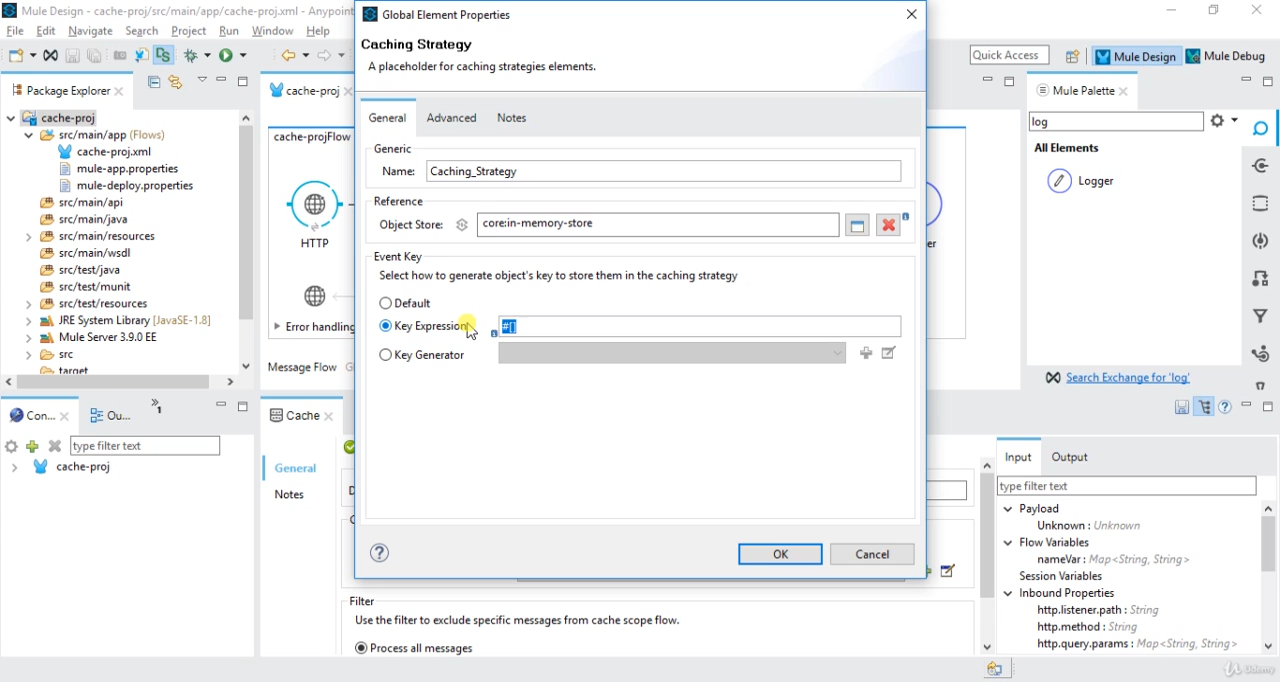 Mule Design - cache-proj/src/main/app/cache-proj.xml - Anypoint
File Edit Navigate Search Project Run Window Help
Quick Access
Mule Design
Mule Debug
Package Explorer
cache-proj
src/main/app (Flows)
cache-proj.xml
mule-app.properties
mule-deploy.properties
src/main/api
src/main/java
src/main/resources
src/main/wsdl
src/test/java
src/test/munit
src/test/resources
JRE System Library [JavaSE-1.8]
Mule Server 3.9.0 EE
src
target
cache-proj
cache-projFlow
HTTP
Error handling
Message Flow
Global Element Properties
Caching Strategy
A placeholder for caching strategies elements.
General Advanced Notes
Generic
Name: Caching_Strategy
Reference
Object Store: core:in-memory-store
Event Key
Select how to generate object's key to store them in the caching strategy
Default
Key Expression #[]
Key Generator
OK Cancel
Mule Palette
log
All Elements
Logger
Search Exchange for 'log'
Con... Ou... 1
type filter text
cache-proj
Cache
General
Notes
Filter
Use the filter to exclude specific messages from cache scope flow.
Process all messages
Input Output
type filter text
Payload
Unknown : Unknown
Flow Variables
nameVar : Map<String, String>
Session Variables
Inbound Properties
http.listener.path : String
http.method : String
http.query.params : Map<String, String>
Udemy